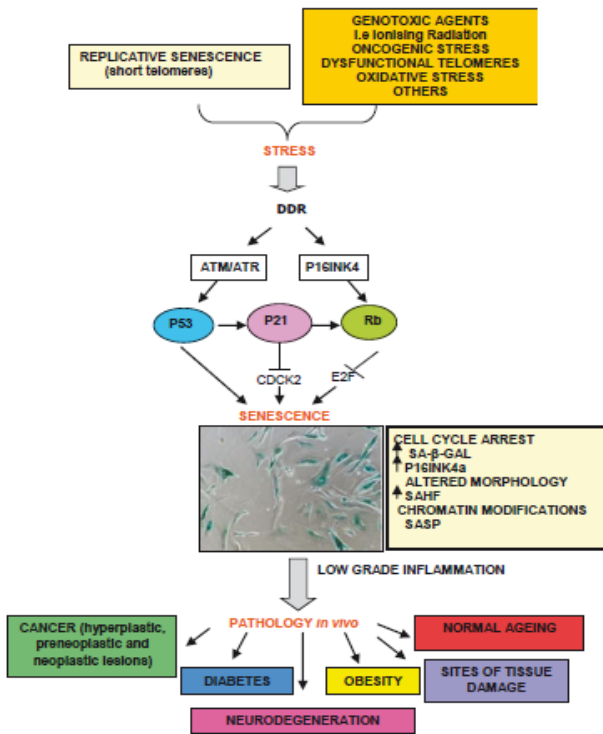 REPLICATIVE SENESCENCE
(short telomeres)
GENOTOXIC AGENTS
I.e Ionising Radiation
ONCOGENIC STRESS
DYSFUNCTIONAL TELOMERES
OXIDATIVE STRESS
OTHERS
STRESS
DDR
ATM/ATR
P16INK4
P53
P21
Rb
CDCK2
E2F
SENESCENCE
CELL CYCLE ARREST
SA-β-GAL
P16INK4a
ALTERED MORPHOLOGY
SAHF
CHROMATIN MODIFICATIONS
SASP
LOW GRADE INFLAMMATION
PATHOLOGY in vivo
CANCER (hyperplastic,
preneoplastic and
neoplastic lesions)
NORMAL AGEING
DIABETES
OBESITY
SITES OF TISSUE
DAMAGE
NEURODEGENERATION